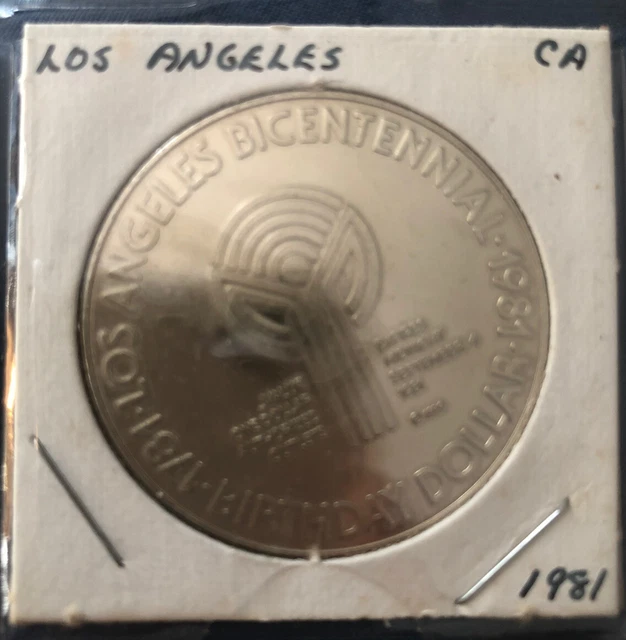 LOS ANGELES CA
LOS ANGELES BICENTENNIAL · 1981 ·
1781 · BIRTHDAY DOLLAR
1981